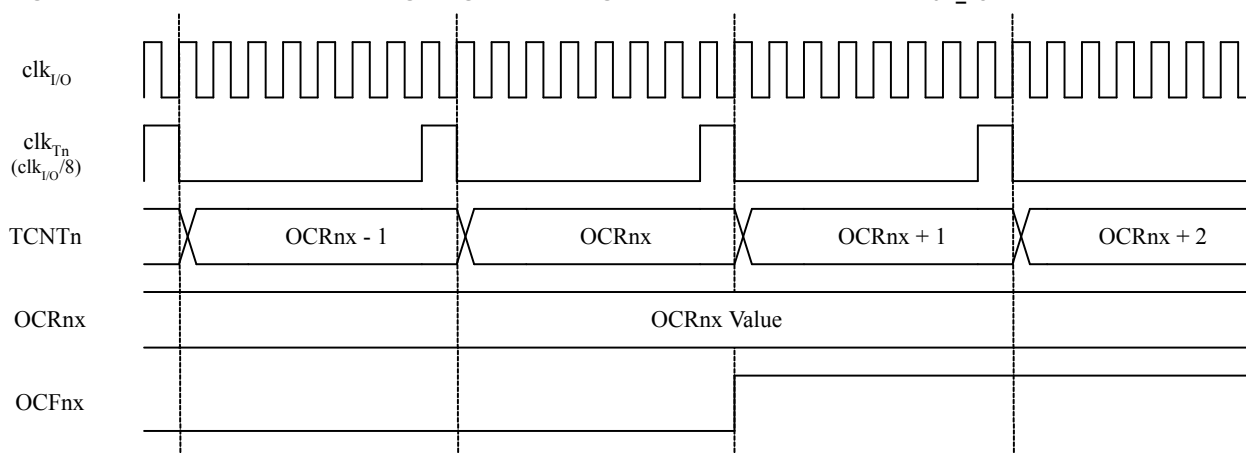 clkI/O
clkTn
(clkI/O/8)
TCNTn
OCRnx - 1
OCRnx
OCRnx + 1
OCRnx + 2
OCRnx
OCRnx Value
OCFnx